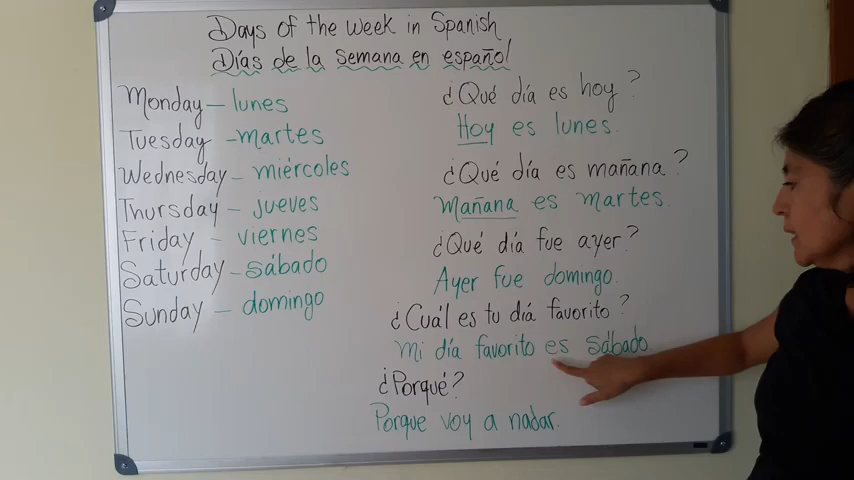 Days of the week in Spanish
Días de la semana en español
Monday – lunes
Tuesday – martes
Wednesday – miércoles
Thursday – jueves
Friday – viernes
Saturday – sábado
Sunday – domingo
¿Qué día es hoy?
Hoy es lunes.
¿Qué día es mañana?
Mañana es martes.
¿Qué día fue ayer?
Ayer fue domingo.
¿Cuál es tu diá favorito?
Mi día favorito es sábado
¿Porqué?
Porque voy a nadar.